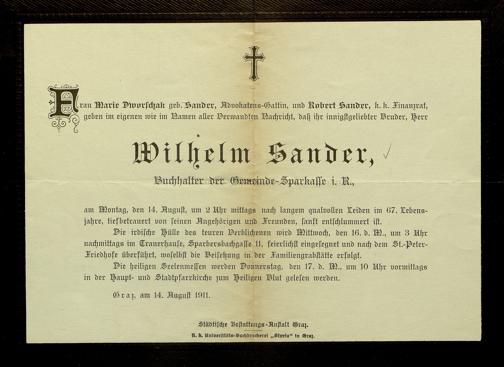 Frau Marie Dworschak geb. Sander, Advokatens-Gattin, und Robert Sander, k. k. Finanzrat,
geben im eigenen wie im Namen aller Verwandten Nachricht, daß ihr innigstgeliebter Bruder, Herr
Wilhelm Sander,
Buchhalter der Gemeinde-Sparkasse i. R.,
am Montag, den 14. August, um 2 Uhr mittags nach langem qualvollen Leiden im 67. Lebens-
jahre, tiefbetrauert von seinen Angehörigen und Freunden, sanft entschlummert ist.
Die irdische Hülle des teuren Verblichenen wird Mittwoch, den 16. d. M., um 3 Uhr
nachmittags im Trauerhause, Sparbersbachgasse 11, feierlichst eingesegnet und nach dem St.-Peter-
Friedhofe überführt, woselbst die Beisetzung in der Familiengrabstätte erfolgt.
Die heiligen Seelenmessen werden Donnerstag, den 17. d. M., um 10 Uhr vormittags
in der Haupt- und Stadtpfarrkirche zum Heiligen Blut gelesen werden.
Graz, am 14. August 1911.
Städtische Bestattungs-Anstalt Graz.
K. k. Universitäts-Buchdruckerei „Styria“ in Graz.